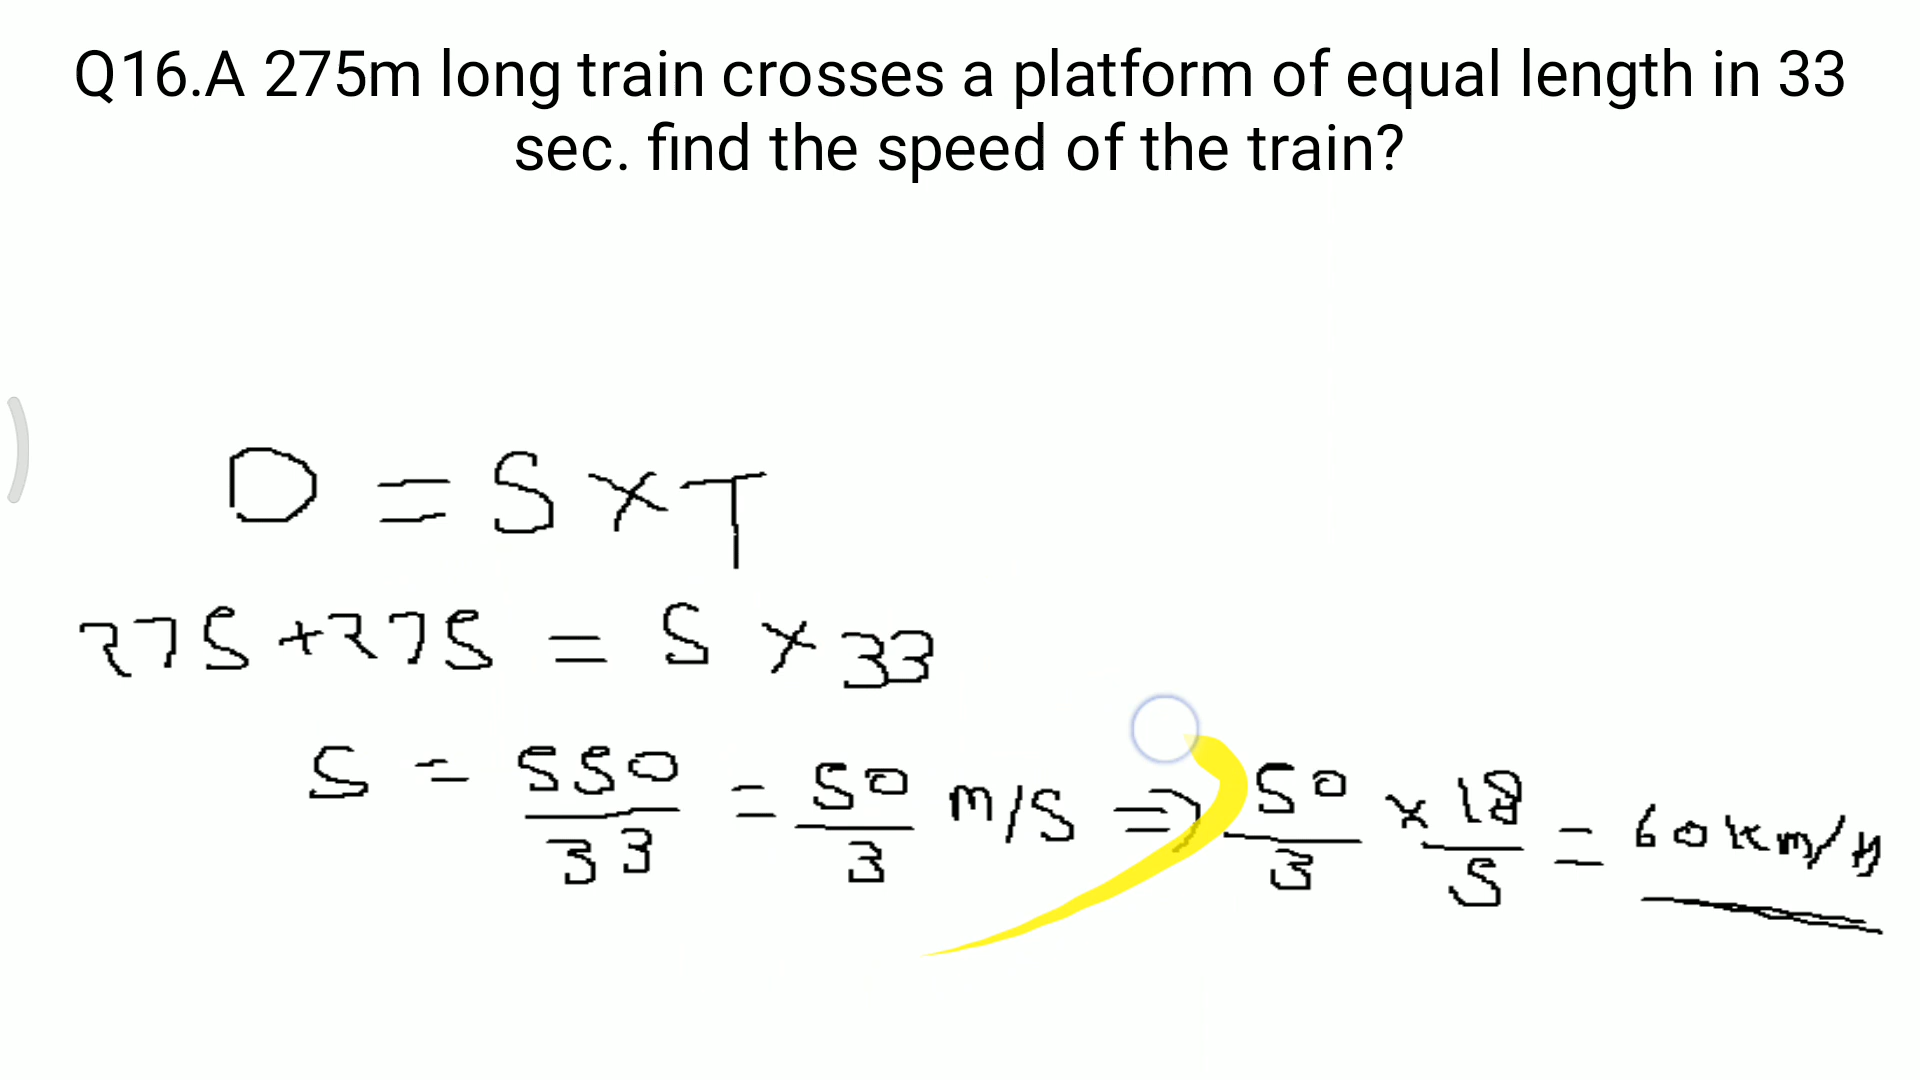 Q16.A 275m long train crosses a platform of equal length in 33
sec. find the speed of the train?
D = S × T
275 + 275 = S × 33
S = 550/33 = 50/3 m/s ⇒ 50/3 × 18/5 = 60 km/h